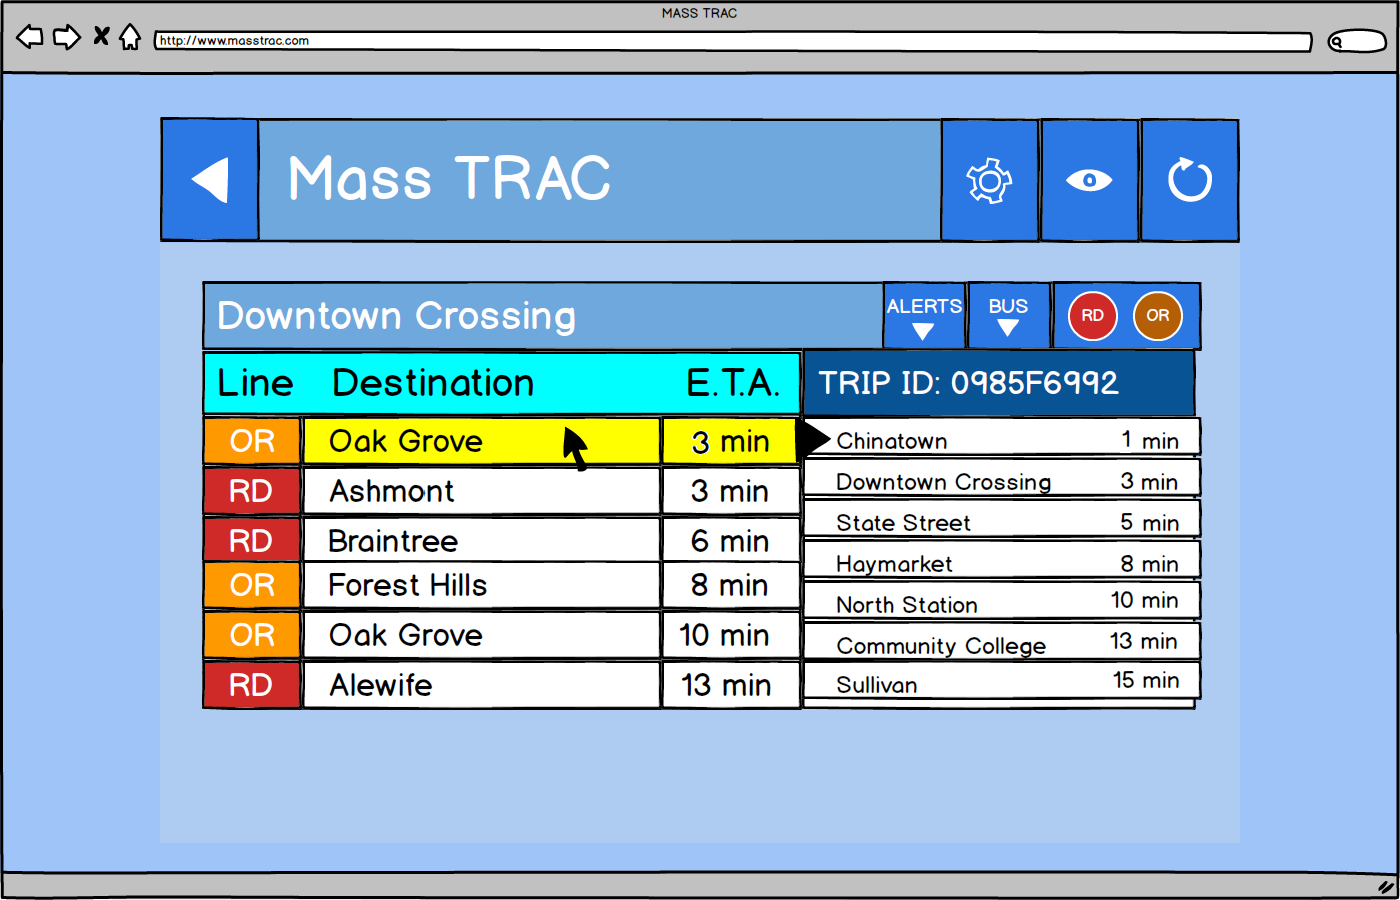 MASS TRAC
http://www.masstrac.com
Mass TRAC
Downtown Crossing ALERTS BUS RD OR
Line Destination E.T.A.
OR Oak Grove 3 min
RD Ashmont 3 min
RD Braintree 6 min
OR Forest Hills 8 min
OR Oak Grove 10 min
RD Alewife 13 min
TRIP ID: 0985F6992
Chinatown 1 min
Downtown Crossing 3 min
State Street 5 min
Haymarket 8 min
North Station 10 min
Community College 13 min
Sullivan 15 min